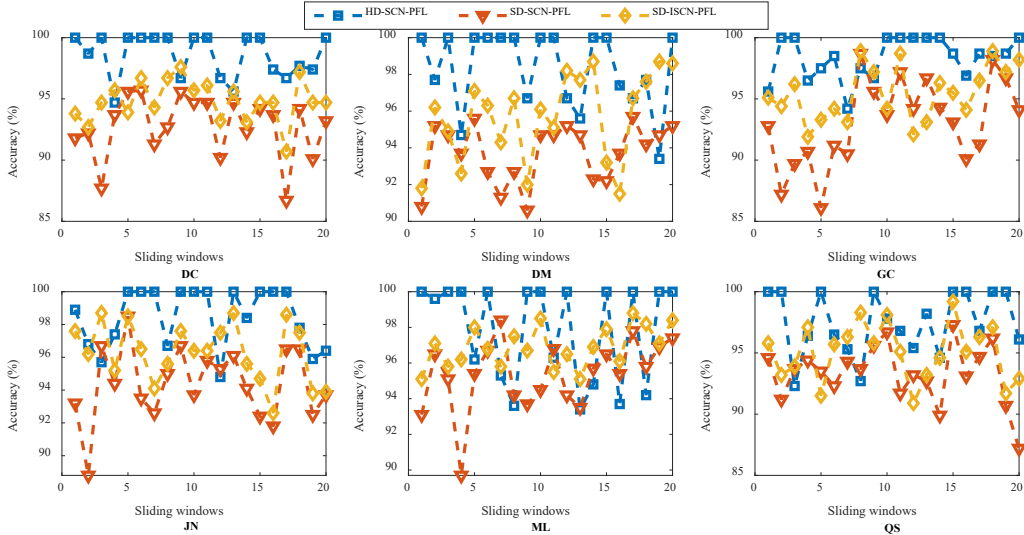 HD-SCN-PFL SD-SCN-PFL SD-ISCN-PFL
Accuracy (%)
100
95
90
85
0 5 10 15 20
Sliding windows
DC
Accuracy (%)
100
98
96
94
92
90
0 5 10 15 20
Sliding windows
DM
Accuracy (%)
100
95
90
85
0 5 10 15 20
Sliding windows
GC
Accuracy (%)
100
98
96
94
92
90
0 5 10 15 20
Sliding windows
JN
Accuracy (%)
100
98
96
94
92
90
0 5 10 15 20
Sliding windows
ML
Accuracy (%)
100
95
90
85
0 5 10 15 20
Sliding windows
QS